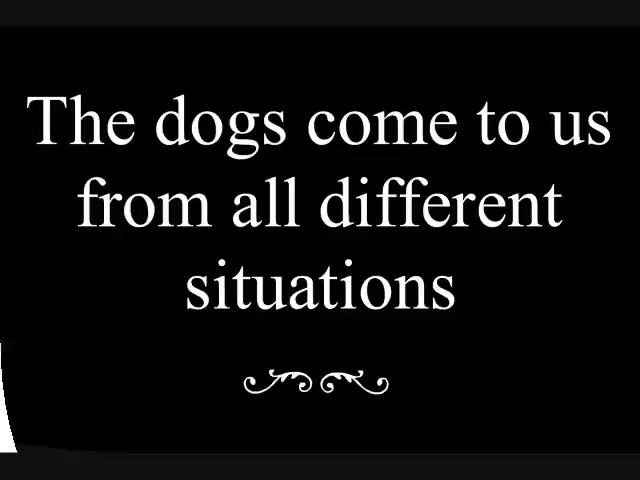 The dogs come to us
from all different
situations